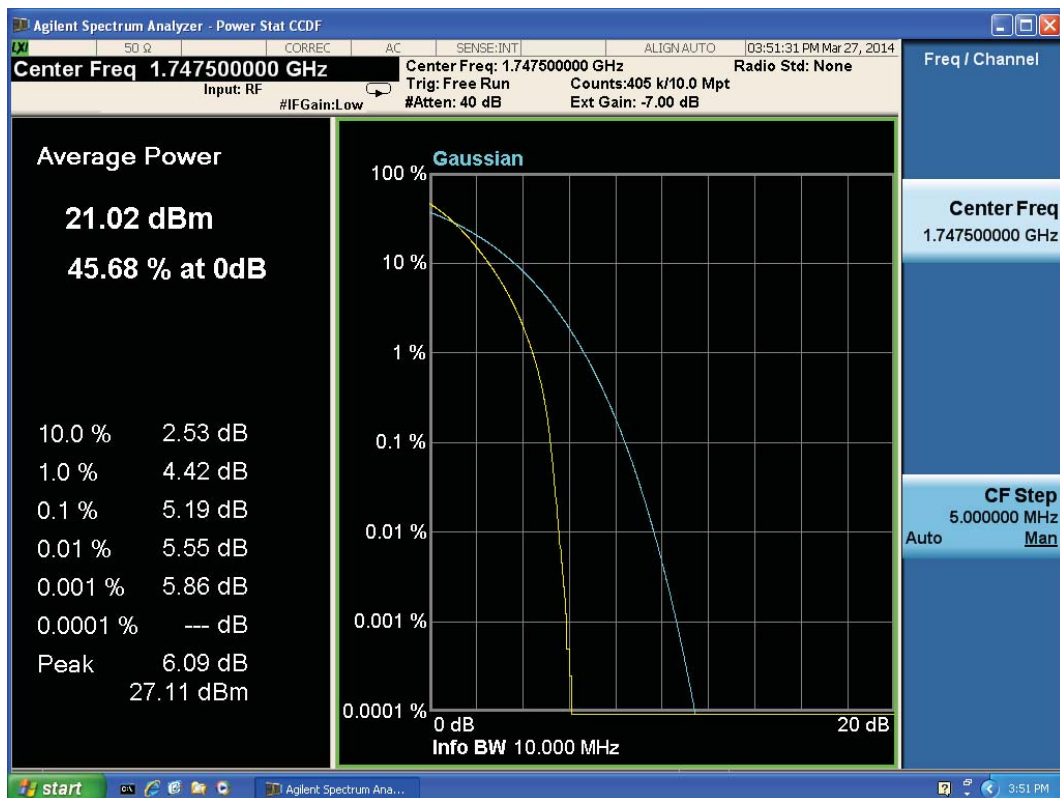 Agilent Spectrum Analyzer - Power Stat CCDF
LXI 50 Ω CORREC AC SENSE:INT ALIGNAUTO 03:51:31 PM Mar 27, 2014
Center Freq 1.747500000 GHz
Input: RF
#IFGain:Low
Center Freq: 1.747500000 GHz
Radio Std: None
Trig: Free Run
Counts:405 k/10.0 Mpt
#Atten: 40 dB
Ext Gain: -7.00 dB
Average Power
21.02 dBm
45.68 % at 0dB
10.0 % 2.53 dB
1.0 % 4.42 dB
0.1 % 5.19 dB
0.01 % 5.55 dB
0.001 % 5.86 dB
0.0001 % --- dB
Peak 6.09 dB
27.11 dBm
Gaussian
100 %
10 %
1 %
0.1 %
0.01 %
0.001 %
0.0001 %
0 dB
20 dB
Info BW 10.000 MHz
Freq / Channel
Center Freq
1.747500000 GHz
CF Step
5.000000 MHz
Auto Man
start
Agilent Spectrum Ana...
3:51 PM